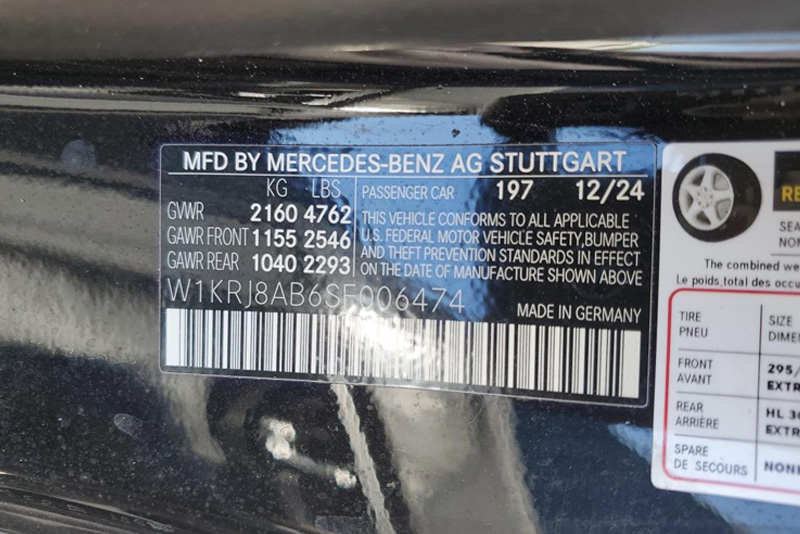 MFD BY MERCEDES-BENZ AG STUTTGART
KG LBS
GVWR 2160 4762
GAWR FRONT 1155 2546
GAWR REAR 1040 2293
PASSENGER CAR 197 12/24
THIS VEHICLE CONFORMS TO ALL APPLICABLE
U.S. FEDERAL MOTOR VEHICLE SAFETY,BUMPER
AND THEFT PREVENTION STANDARDS IN EFFECT
ON THE DATE OF MANUFACTURE SHOWN ABOVE
W1KRJ8AB6SF006474
MADE IN GERMANY
The combined
Le poids total des
TIRE SIZE
PNEU
FRONT 295/
AVANT
REAR HL
ARRIÈRE
SPARE
DE SECOURS